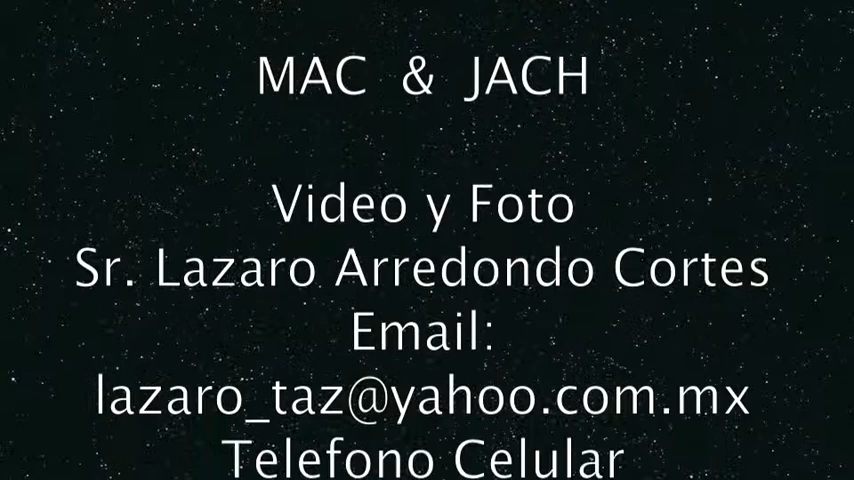 MAC & JACH
Video y Foto
Sr. Lazaro Arredondo Cortes
Email:
lazaro_taz@yahoo.com.mx
Telefono Celular